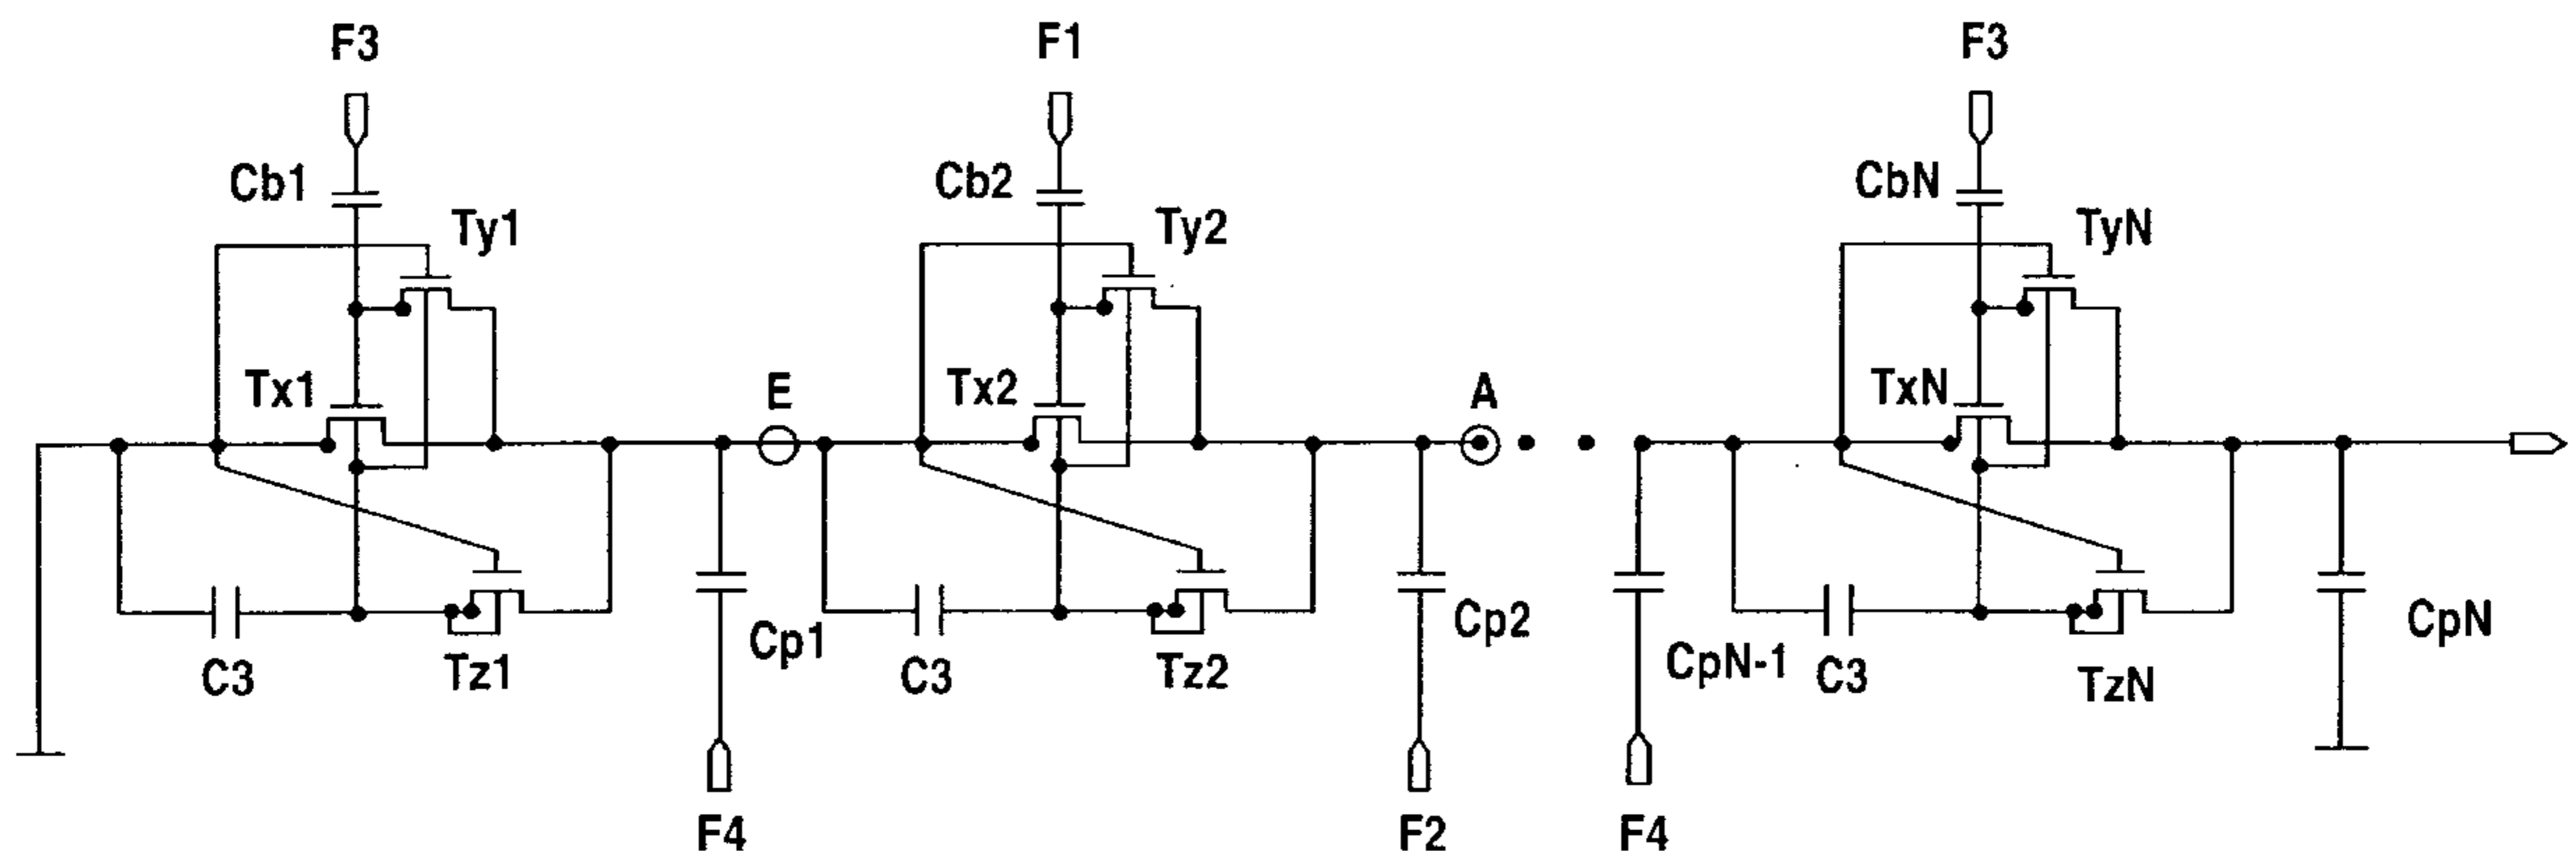 F3
F1
F3
Cb1
Cb2
CbN
Ty1
Ty2
TyN
Tx1
E
Tx2
A
TxN
Cp1
Cp2
CpN-1
CpN
C3
Tz1
C3
Tz2
C3
TzN
F4
F2
F4